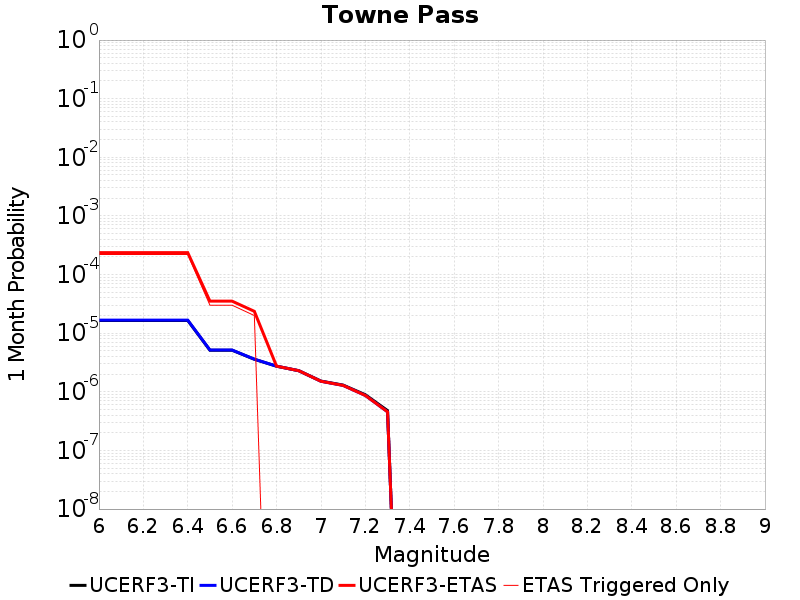 Towne Pass
1 Month Probability
10^0
10^-1
10^-2
10^-3
10^-4
10^-5
10^-6
10^-7
10^-8
6 6.2 6.4 6.6 6.8 7 7.2 7.4 7.6 7.8 8 8.2 8.4 8.6 8.8 9
Magnitude
UCERF3-TI UCERF3-TD UCERF3-ETAS ETAS Triggered Only